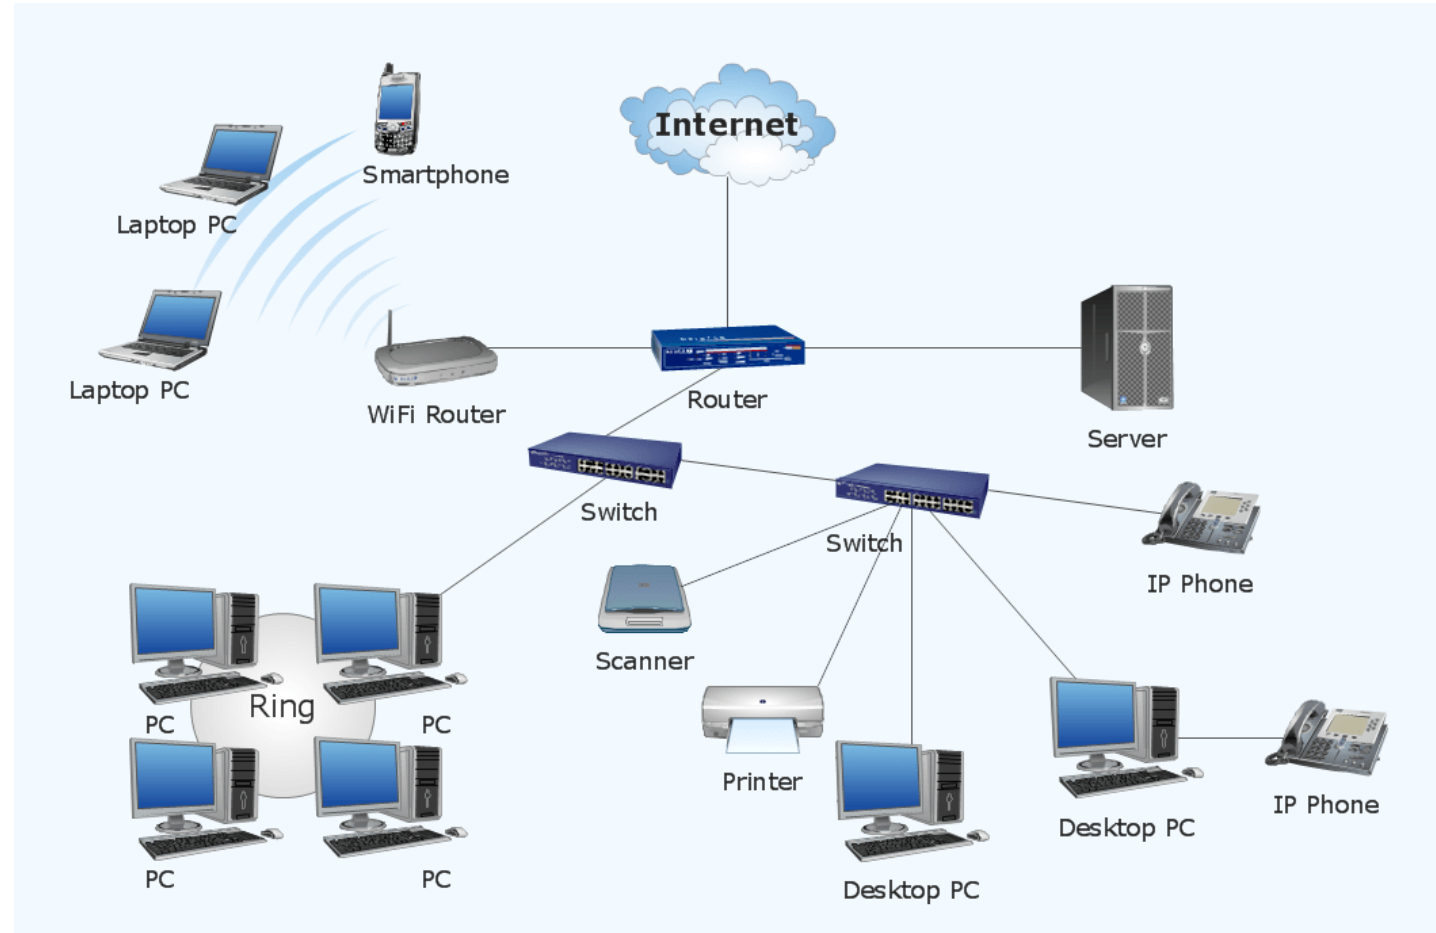 Internet
Smartphone
Laptop PC
Laptop PC
WiFi Router
Router
Server
Switch
Switch
IP Phone
Scanner
Ring
PC
PC
Printer
IP Phone
Desktop PC
PC
PC
Desktop PC